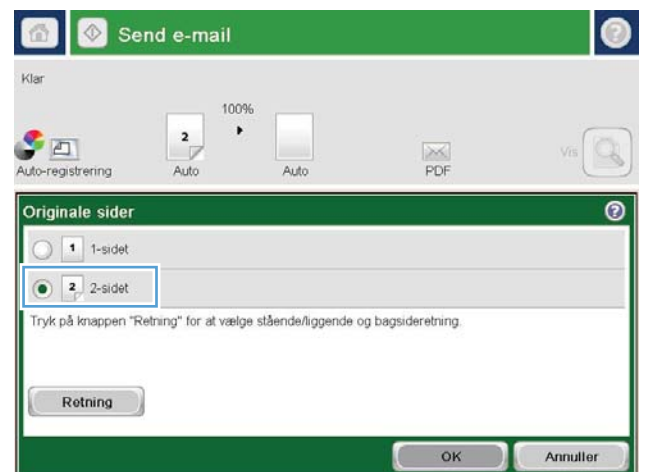 Send e-mail
Klar
100%
2
Auto-registrering
Auto
Auto
PDF
Vis
Originale sider
1 1-sidet
2 2-sidet
Tryk på knappen "Retning" for at vælge stående/liggende og bagsideretning.
Retning
OK
Annuller